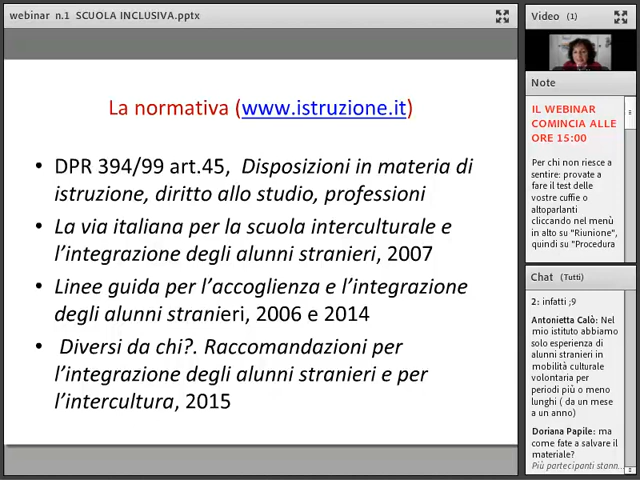 webinar n.1 SCUOLA INCLUSIVA.pptx
La normativa (www.istruzione.it)
• DPR 394/99 art.45, Disposizioni in materia di
istruzione, diritto allo studio, professioni
• La via italiana per la scuola interculturale e
l’integrazione degli alunni stranieri, 2007
• Linee guida per l’accoglienza e l’integrazione
degli alunni stranieri, 2006 e 2014
• Diversi da chi?. Raccomandazioni per
l’integrazione degli alunni stranieri e per
l’intercultura, 2015
Video (1)
Note
IL WEBINAR
COMINCIA ALLE
ORE 15:00
Per chi non riesce a
sentire: provate a
fare il test delle
vostre cuffie o
altoparlanti
cliccando nel menù
in alto su "Riunione",
quindi su "Procedura
Chat (Tutti)
2: infatti ;9
Antonietta Calò: Nel
mio istituto abbiamo
solo esperienza di
alunni stranieri in
mobilità culturale
volontaria per
periodi più o meno
lunghi ( da un mese
a un anno)
Doriana Papile: ma
come fate a salvare il
materiale?
Più partecipanti stann...